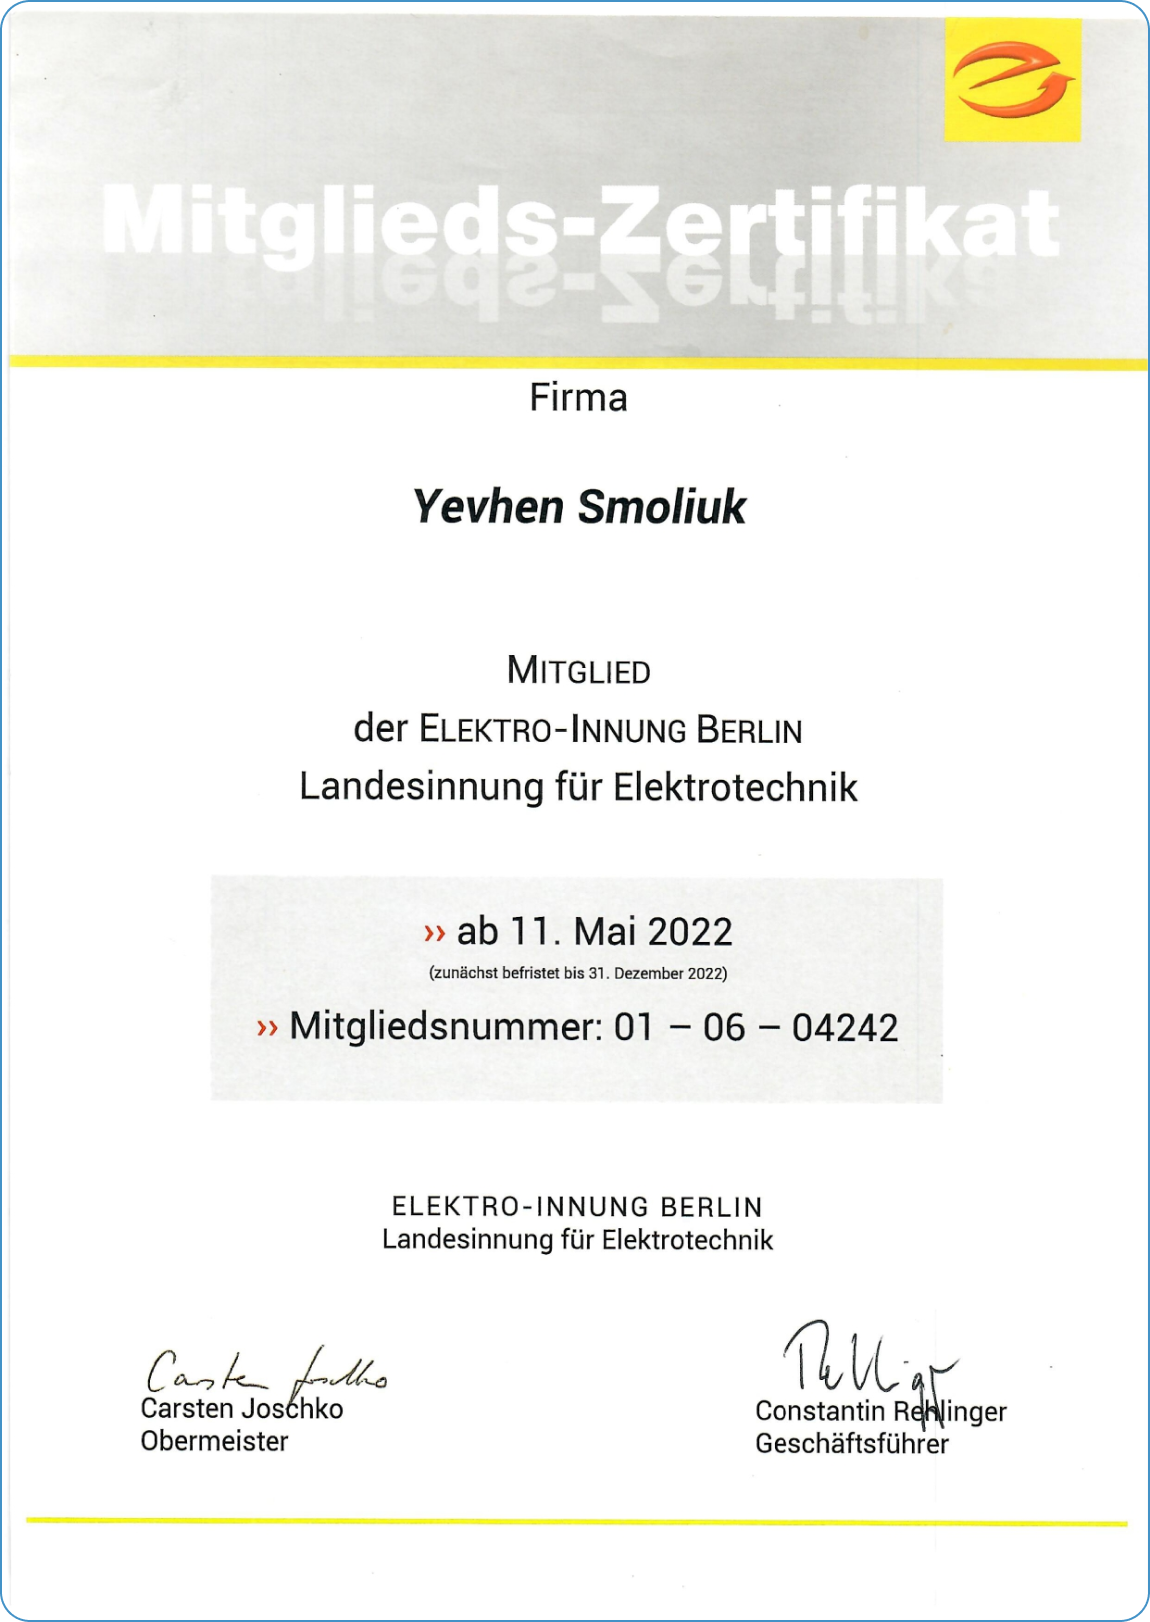 Mitglieds-Zertifikat
Firma
Yevhen Smoliuk
MITGLIED
der ELEKTRO-INNUNG BERLIN
Landesinnung für Elektrotechnik
›› ab 11. Mai 2022
(zunächst befristet bis 31. Dezember 2022)
›› Mitgliedsnummer: 01 – 06 – 04242
ELEKTRO-INNUNG BERLIN
Landesinnung für Elektrotechnik
Carsten Joschko
Carsten Joschko
Obermeister
Constantin Rehlinger
Geschäftsführer